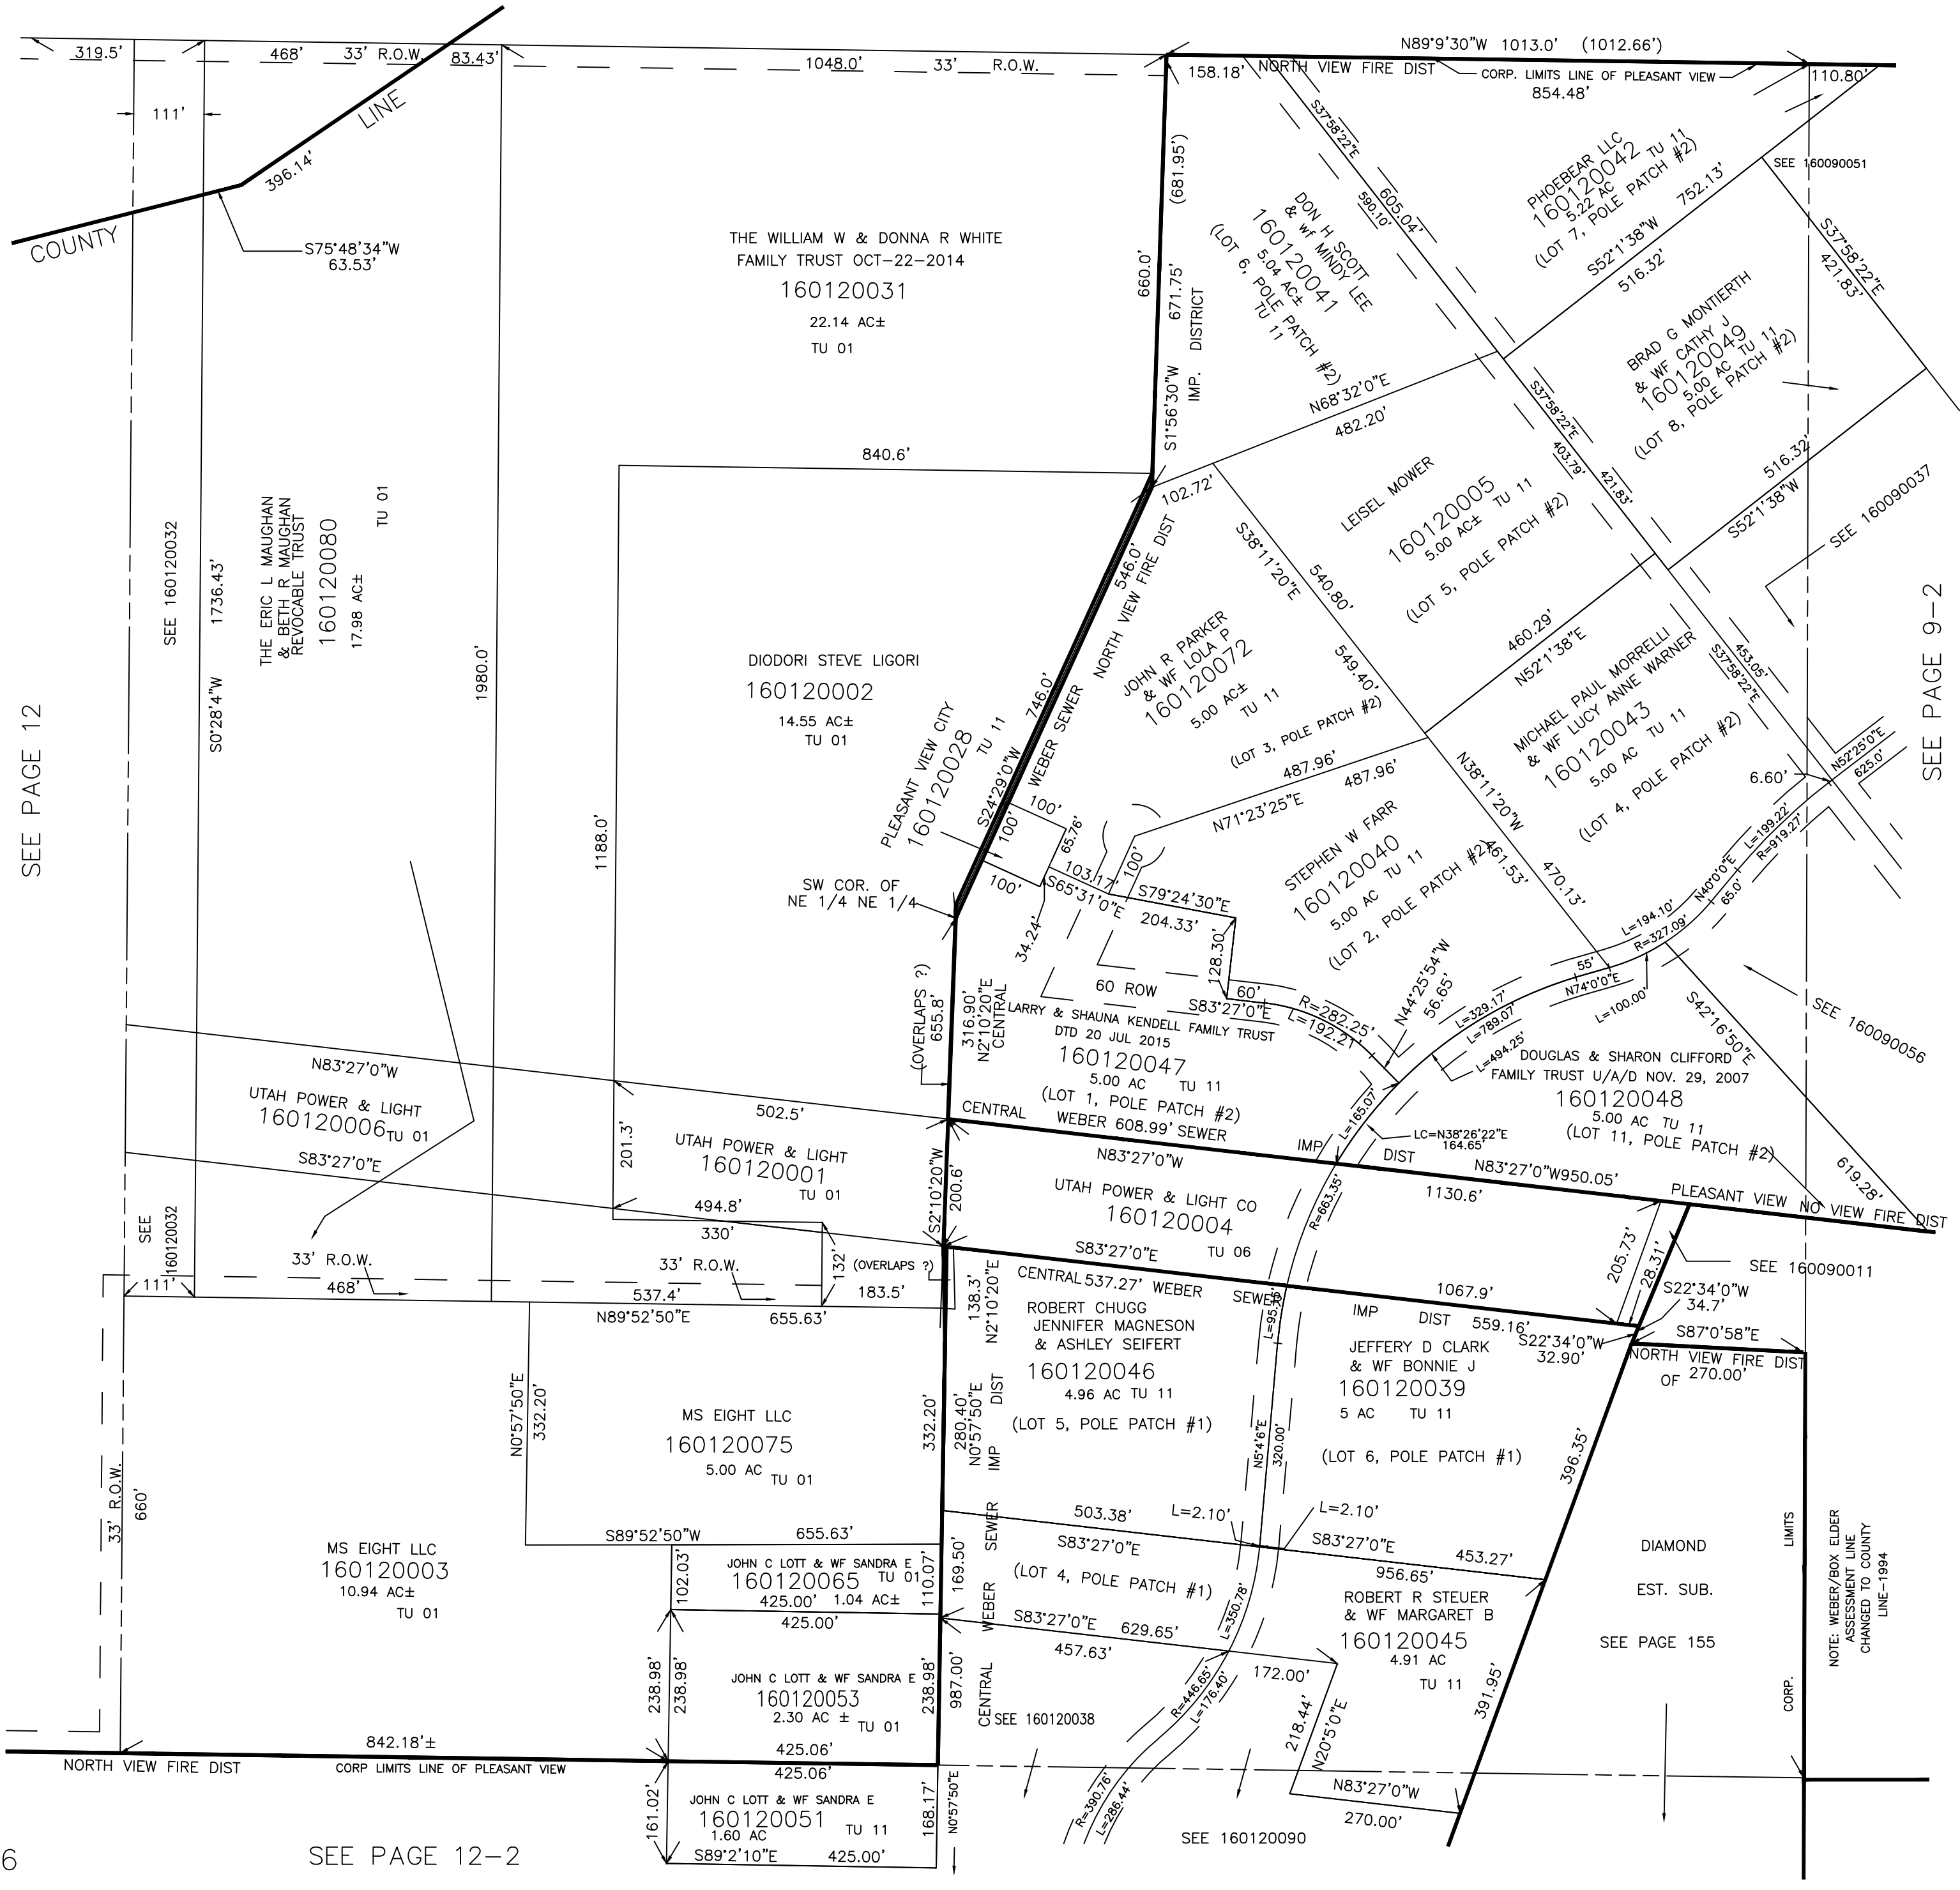 N89°9'30"W 1013.0' (1012.66')
319.5'
468'
33' R.O.W.
83.43'
1048.0'
33'
R.O.W.
158.18'
NORTH VIEW FIRE DIST
CORP. LIMITS LINE OF PLEASANT VIEW
854.48'
110.80'
111'
LINE
396.14'
COUNTY
S75°48'34"W
63.53'
THE WILLIAM W & DONNA R WHITE
FAMILY TRUST OCT-22-2014
160120031
22.14 AC±
TU 01
(681.95')
660.0'
671.75'
S1°56'30"W
IMP. DISTRICT
S37°58'22"E
605.04'
590.10'
DON H SCOTT
& wf MINDY LEE
160120041
5.04 AC±
(LOT 6, POLE PATCH #2)
TU 11
PHOEBEAR LLC
160120042 TU 11
5.22 AC
(LOT 7, POLE PATCH #2)
SEE 160090051
752.13'
S52°1'38"W
516.32'
S37°58'22"E
421.83'
BRAD G MONTIERTH
& WF CATHY J
160120049
5.00 AC TU 11
(LOT 8, POLE PATCH #2)
N68°32'0"E
482.20'
S37°58'22"E
403.79'
421.83'
516.32'
S52°1'38"W
SEE 160090037
SEE PAGE 9-2
840.6'
102.72'
LEISEL MOWER
160120005
5.00 AC± TU 11
(LOT 5, POLE PATCH #2)
THE ERIC L MAUGHAN
& BETH R MAUGHAN
REVOCABLE TRUST
160120080
17.98 AC±
TU 01
SEE 160120032
S0°28'4"W 1736.43'
1980.0'
SEE PAGE 12
546.0'
NORTH VIEW FIRE DIST
746.0'
WEBER SEWER
S24°29'0"W
S38°11'20"E
540.80'
549.40'
DIODORI STEVE LIGORI
160120002
14.55 AC±
TU 01
PLEASANT VIEW CITY
160120028
TU 11
JOHN R PARKER
& WF LOLA P
160120072
5.00 AC±
TU 11
(LOT 3, POLE PATCH #2)
487.96' 487.96'
N71°23'25"E
460.29'
N52°1'38"E
MICHAEL PAUL MORRELLI
& WF LUCY ANNE WARNER
160120043
5.00 AC TU 11
(LOT 4, POLE PATCH #2)
453.05'
S37°58'22"E
6.60'
N52°25'0"E
625.0'
1188.0'
100'
100'
65.76'
100'
34.24'
103.17'
100'
S65°31'0"E
S79°24'30"E
204.33'
128.30'
SW COR. OF
NE 1/4 NE 1/4
STEPHEN W FARR
160120040
5.00 AC TU 11
(LOT 2, POLE PATCH #2)
N38°11'20"W
461.53'
470.13'
L=199.22'
R=919.27'
N40°0'0"E
65.0'
L=194.10'
R=327.09'
55'
N74°0'0"E
L=100.00'
SEE 160090056
S42°16'50"E
619.28'
(OVERLAPS ?)
655.8'
316.90'
N2°10'20"E
CENTRAL
60 ROW
S83°27'0"E
60'
R=282.25'
L=192.21'
N44°25'54"W
56.65'
L=329.17'
L=789.07'
L=494.25'
LARRY & SHAUNA KENDELL FAMILY TRUST
DTD 20 JUL 2015
160120047
5.00 AC TU 11
(LOT 1, POLE PATCH #2)
DOUGLAS & SHARON CLIFFORD
FAMILY TRUST U/A/D NOV. 29, 2007
160120048
5.00 AC TU 11
(LOT 11, POLE PATCH #2)
L=165.07'
LC=N38°26'22"E
164.65'
N83°27'0"W
UTAH POWER & LIGHT
160120006 TU 01
S83°27'0"E
502.5'
UTAH POWER & LIGHT
160120001
TU 01
201.3'
494.8'
330'
132'
CENTRAL WEBER 608.99' SEWER IMP DIST
N83°27'0"W
N83°27'0"W950.05'
1130.6'
PLEASANT VIEW NO VIEW FIRE DIST
S2°10'20"W
200.6'
UTAH POWER & LIGHT CO
160120004
TU 06
R=663.35'
S83°27'0"E
205.73'
28.31'
SEE 160090011
S22°34'0"W
34.7'
SEE
160120032
111'
33' R.O.W.
468'
33' R.O.W.
537.4'
(OVERLAPS ?)
183.5'
N89°52'50"E
655.63'
138.3'
N2°10'20"E
CENTRAL 537.27' WEBER SEWER IMP DIST
1067.9'
559.16'
L=95.75'
S22°34'0"W
32.90'
S87°0'58"E
NORTH VIEW FIRE DIST
OF 270.00'
ROBERT CHUGG
JENNIFER MAGNESON
& ASHLEY SEIFERT
160120046
4.96 AC TU 11
(LOT 5, POLE PATCH #1)
JEFFERY D CLARK
& WF BONNIE J
160120039
5 AC TU 11
(LOT 6, POLE PATCH #1)
N5°4'6"E
320.00'
396.35'
N0°57'50"E
332.20'
MS EIGHT LLC
160120075
5.00 AC
TU 01
332.20'
280.40'
N0°57'50"E
CENTRAL WEBER SEWER IMP DIST
33' R.O.W.
660'
S89°52'50"W
655.63'
503.38'
S83°27'0"E
L=2.10'
L=2.10'
S83°27'0"E
453.27'
956.65'
MS EIGHT LLC
160120003
10.94 AC±
TU 01
102.03'
JOHN C LOTT & WF SANDRA E
160120065 TU 01
425.00' 1.04 AC±
110.07'
169.50'
425.00'
(LOT 4, POLE PATCH #1)
S83°27'0"E 629.65'
457.63'
L=350.78'
172.00'
ROBERT R STEUER
& WF MARGARET B
160120045
4.91 AC
TU 11
DIAMOND
EST. SUB.
SEE PAGE 155
CORP. LIMITS
NOTE: WEBER/BOX ELDER
ASSESSMENT LINE
CHANGED TO COUNTY
LINE-1994
238.98'
238.98'
JOHN C LOTT & WF SANDRA E
160120053
2.30 AC ±
TU 01
238.98'
987.00'
SEE 160120038
R=446.65'
L=176.40'
218.44'
N20°5'0"E
391.95'
842.18'±
425.06'
425.06'
NORTH VIEW FIRE DIST
CORP LIMITS LINE OF PLEASANT VIEW
161.02'
JOHN C LOTT & WF SANDRA E
160120051
1.60 AC
TU 11
168.17'
N0°57'50"E
S89°2'10"E 425.00'
R=390.76'
L=286.44'
N83°27'0"W
270.00'
SEE 160120090
6
SEE PAGE 12-2